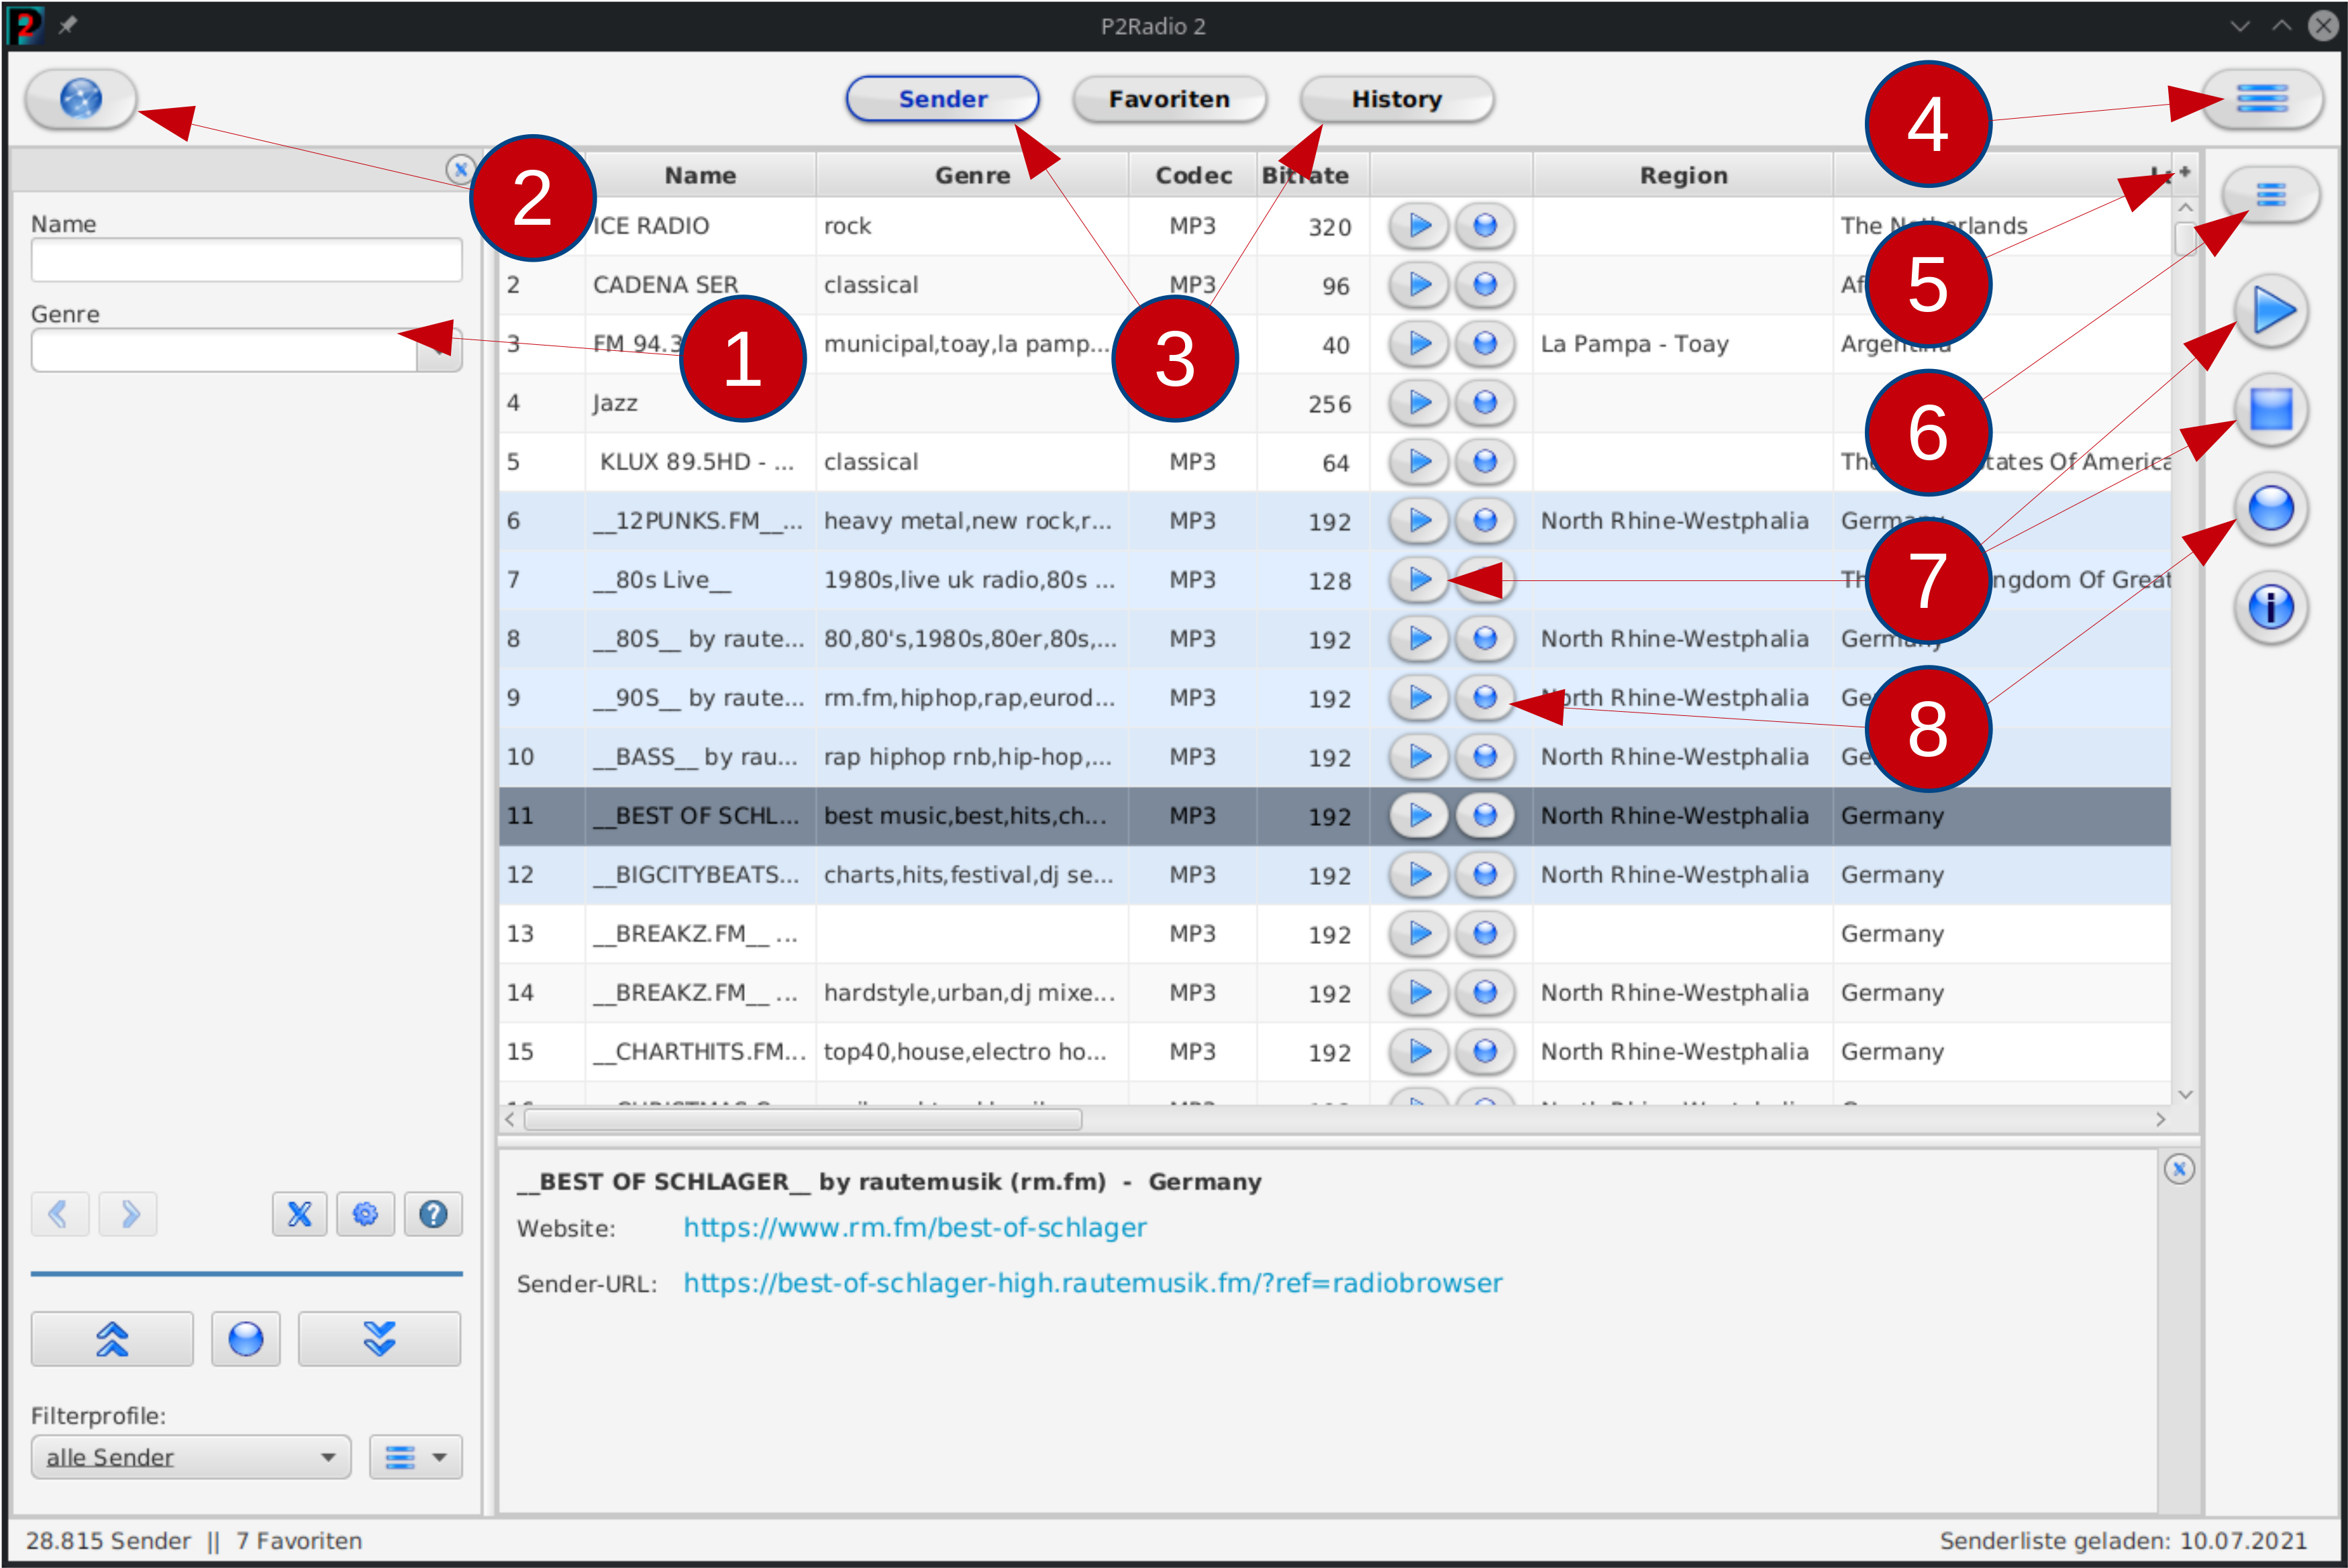 P2Radio 2
Sender Favoriten History
4
2
Name Genre Codec Bitrate Region
5
Name
ICE RADIO rock MP3 320 The Netherlands
2 CADENA SER classical MP3 96
Genre
3 FM 94.3 municipal,toay,la pamp... 40 La Pampa - Toay Argentina
1
3
4 Jazz 256
6
5 KLUX 89.5HD - ... classical MP3 64 States Of America
6 __12PUNKS.FM__... heavy metal,new rock,r... MP3 192 North Rhine-Westphalia Germany
7 __80s Live__ 1980s,live uk radio,80s ... MP3 128 Kingdom Of Great
7
8 __80S__ by raute... 80,80's,1980s,80er,80s,... MP3 192 North Rhine-Westphalia Germany
9 __90S__ by raute... rm.fm,hiphop,rap,eurod... MP3 192 North Rhine-Westphalia
8
10 __BASS__ by rau... rap hiphop rnb,hip-hop,... MP3 192 North Rhine-Westphalia
11 __BEST OF SCHL... best music,best,hits,ch... MP3 192 North Rhine-Westphalia Germany
12 __BIGCITYBEATS... charts,hits,festival,dj se... MP3 192 North Rhine-Westphalia Germany
13 __BREAKZ.FM__ ... MP3 192 Germany
14 __BREAKZ.FM__ ... hardstyle,urban,dj mixe... MP3 192 North Rhine-Westphalia Germany
15 __CHARTHITS.FM... top40,house,electro ho... MP3 192 North Rhine-Westphalia Germany
__BEST OF SCHLAGER__ by rautemusik (rm.fm) - Germany
Website: https://www.rm.fm/best-of-schlager
Sender-URL: https://best-of-schlager-high.rautemusik.fm/?ref=radiobrowser
Filterprofile:
alle Sender
28.815 Sender || 7 Favoriten
Senderliste geladen: 10.07.2021